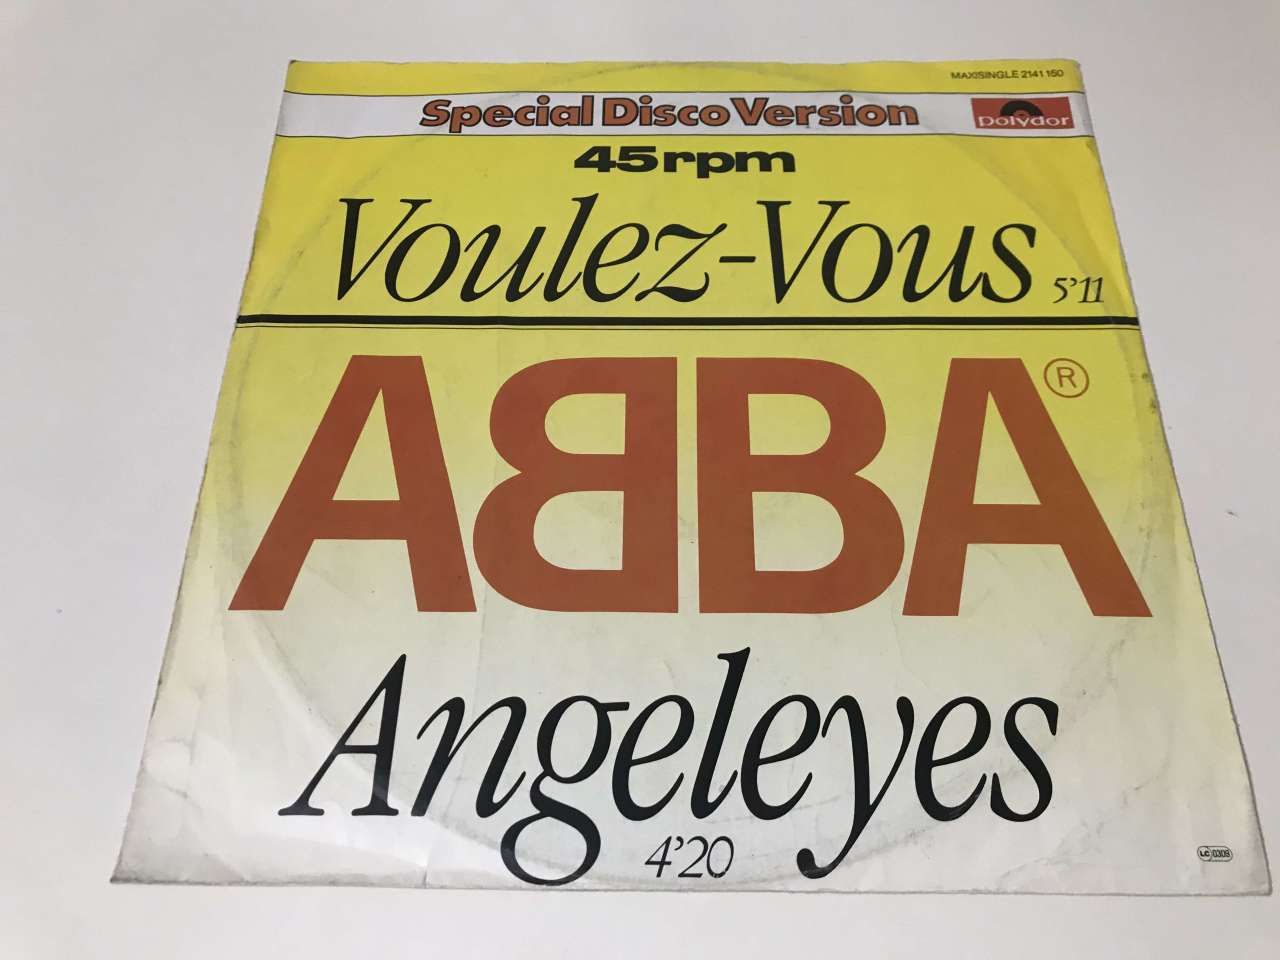 MAXISINGLE 2141 150
Special Disco Version
polydor
45rpm
Voulez-Vous 5'11
ABBA®
Angeleyes
4'20
LC 0309